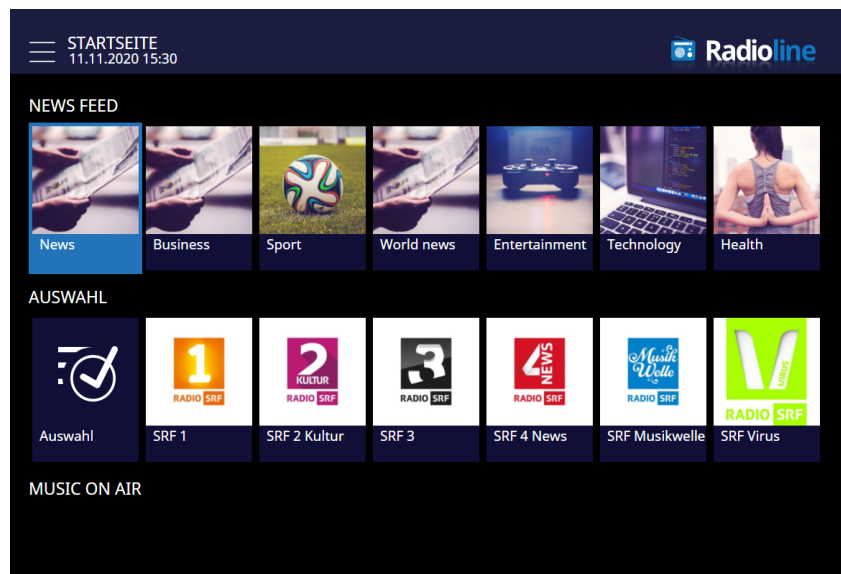 STARTSEITE
11.11.2020 15:30
Radioline
NEWS FEED
News
Business
Sport
World news
Entertainment
Technology
Health
AUSWAHL
1
RADIO SRF
2
KULTUR
RADIO SRF
3
RADIO SRF
4 NEWS
RADIO SRF
Musik
Welle
RADIO SRF
VIRUS
RADIO SRF
Auswahl
SRF 1
SRF 2 Kultur
SRF 3
SRF 4 News
SRF Musikwelle
SRF Virus
MUSIC ON AIR